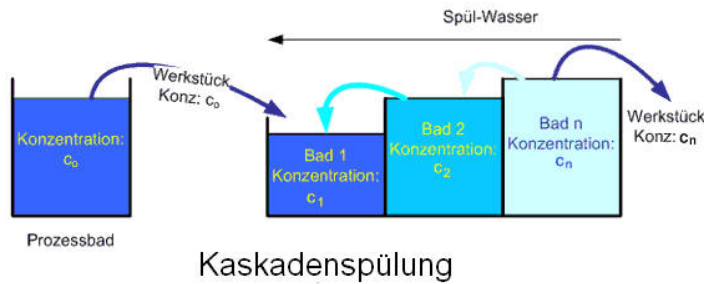 Spül-Wasser
Werkstück
Konz: c₀
Konzentration:
c₀
Bad 1
Konzentration:
c₁
Bad 2
Konzentration:
c₂
Bad n
Konzentration:
cₙ
Werkstück
Konz: cₙ
Prozessbad
Kaskadenspülung